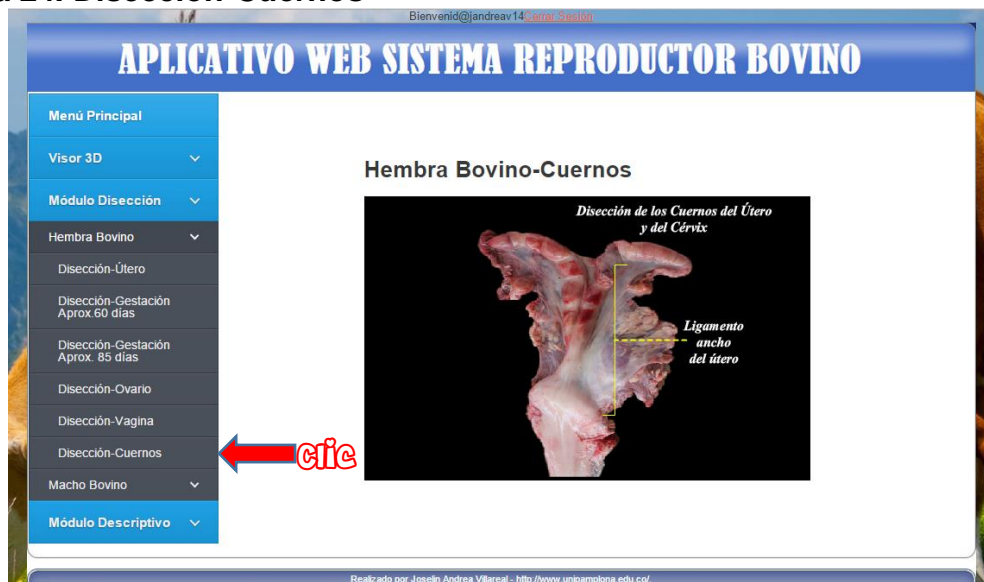 Disección Cuernos
Bienvenid@jandreav14Cerrar Sesión
APLICATIVO WEB SISTEMA REPRODUCTOR BOVINO
Menú Principal
Visor 3D
Módulo Disección
Hembra Bovino
Disección-Útero
Disección-Gestación
Aprox.60 días
Disección-Gestación
Aprox. 85 días
Disección-Ovario
Disección-Vagina
Disección-Cuernos
Macho Bovino
Módulo Descriptivo
Hembra Bovino-Cuernos
Disección de los Cuernos del Útero
y del Cérvix
Ligamento
ancho
del útero
clic
Realizado por Joselin Andrea Villareal - http://www.unipamplona.edu.co/.